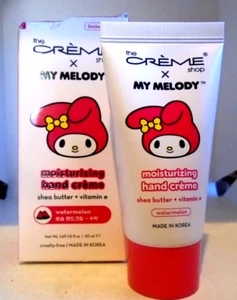 the
CRÈME
shop
×
MY MELODY
moisturizing
hand crème
shea butter + vitamin e
watermelon
cruelty-free | MADE IN KOREA
the
CRÈME®
shop
×
MY MELODY™
moisturizing
hand crème
shea butter + vitamin e
watermelon
MADE IN KOREA